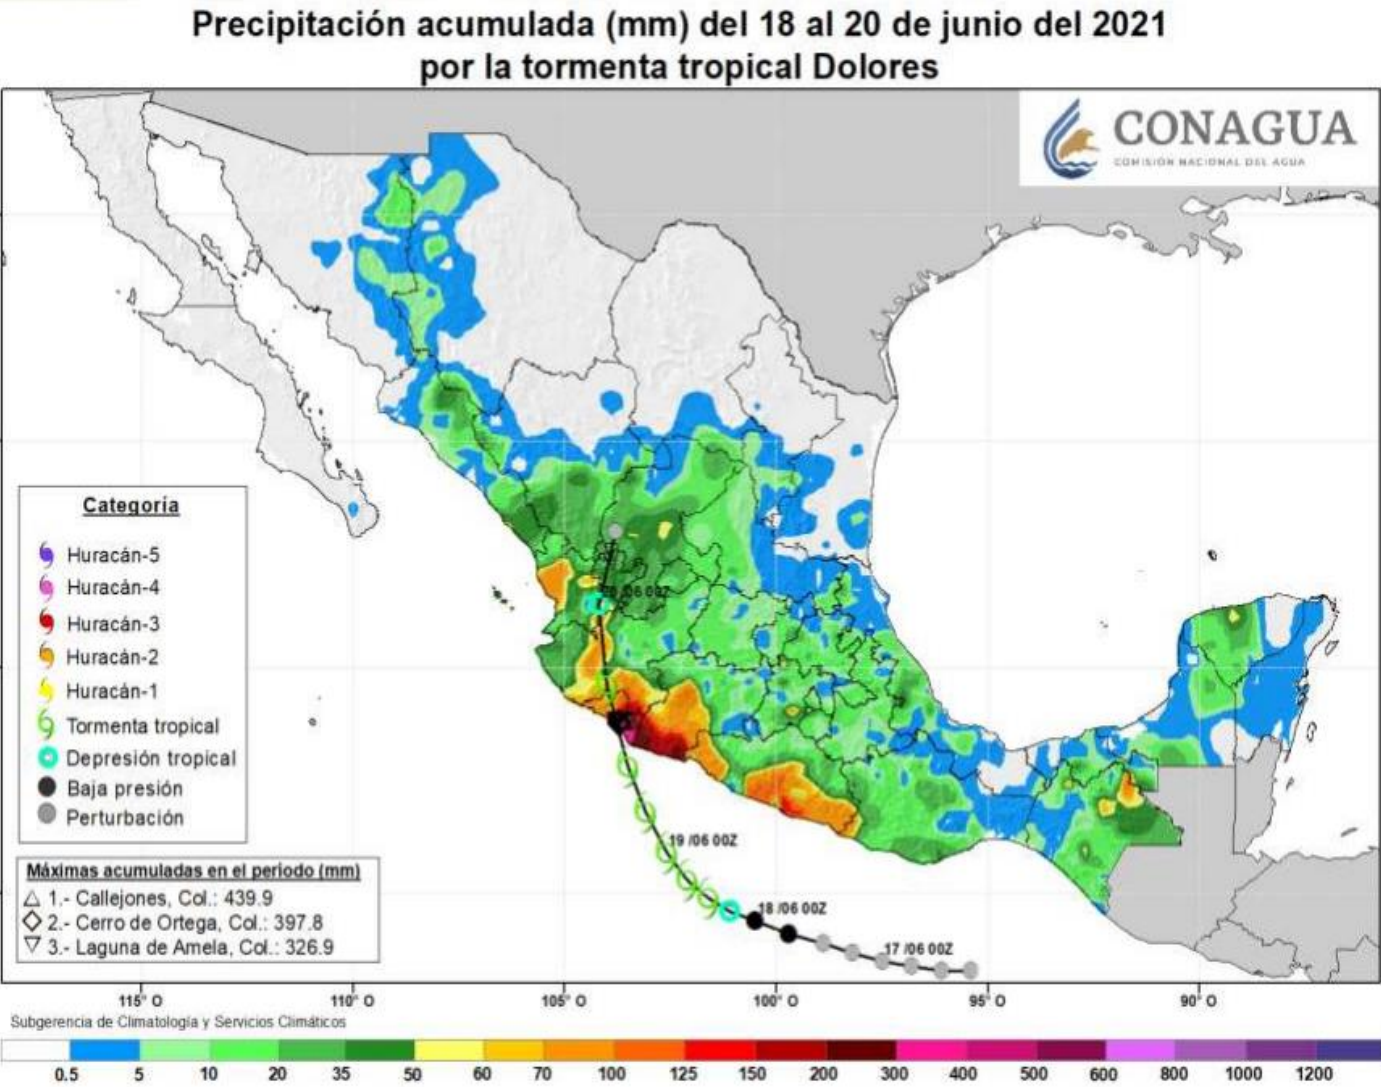 Precipitación acumulada (mm) del 18 al 20 de junio del 2021
por la tormenta tropical Dolores
CONAGUA
COMISIÓN NACIONAL DEL AGUA
Categoría
Huracán-5
Huracán-4
Huracán-3
Huracán-2
Huracán-1
Tormenta tropical
Depresión tropical
Baja presión
Perturbación
Máximas acumuladas en el período (mm)
1.- Callejones, Col.: 439.9
2.- Cerro de Ortega, Col.: 397.8
3.- Laguna de Amela, Col.: 326.9
20 /06 00Z
19 /06 00Z
18 /06 00Z
17 /06 00Z
115° O 110° O 105° O 100° O 95° O 90° O
Subgerencia de Climatología y Servicios Climáticos
0.5 5 10 20 35 50 60 70 100 125 150 200 300 400 500 600 800 1000 1200